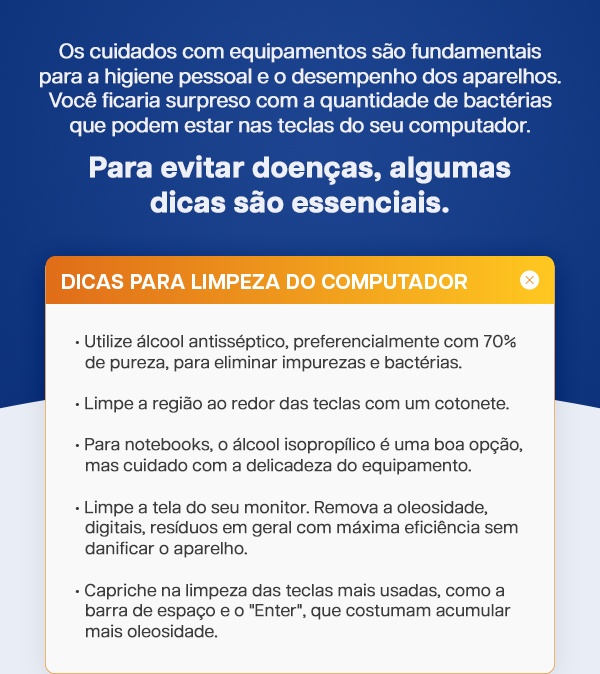 Os cuidados com equipamentos são fundamentais
para a higiene pessoal e o desempenho dos aparelhos.
Você ficaria surpreso com a quantidade de bactérias
que podem estar nas teclas do seu computador.
Para evitar doenças, algumas
dicas são essenciais.
DICAS PARA LIMPEZA DO COMPUTADOR
• Utilize álcool antisséptico, preferencialmente com 70%
de pureza, para eliminar impurezas e bactérias.
• Limpe a região ao redor das teclas com um cotonete.
• Para notebooks, o álcool isopropílico é uma boa opção,
mas cuidado com a delicadeza do equipamento.
• Limpe a tela do seu monitor. Remova a oleosidade,
digitais, resíduos em geral com máxima eficiência sem
danificar o aparelho.
• Capriche na limpeza das teclas mais usadas, como a
barra de espaço e o "Enter", que costumam acumular
mais oleosidade.